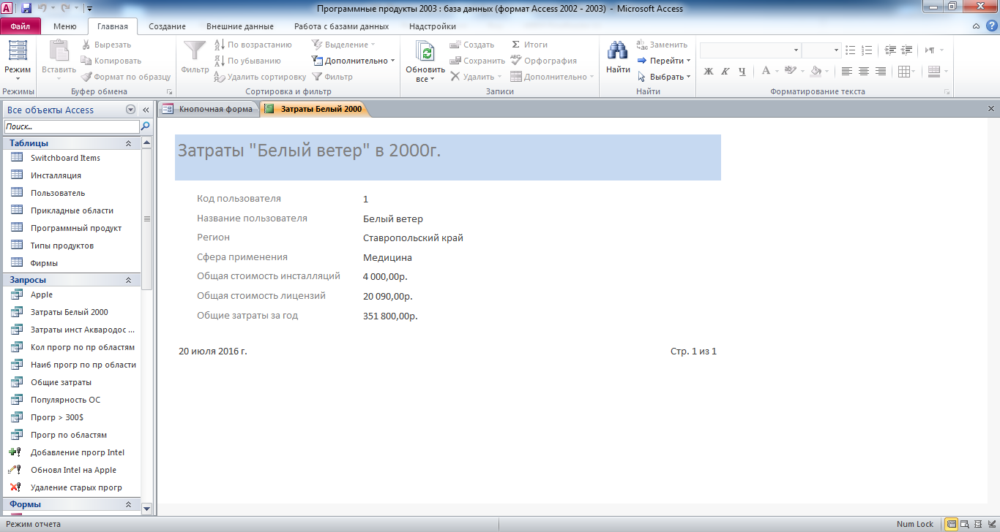 Программные продукты 2003 : база данных (формат Access 2002 - 2003) - Microsoft Access
Файл Меню Главная Создание Внешние данные Работа с базами данных Надстройки
Режим
Режимы
Вставить
Вырезать
Копировать
Формат по образцу
Буфер обмена
Фильтр
По возрастанию
По убыванию
Удалить сортировку
Выделение
Дополнительно
Фильтр
Сортировка и фильтр
Обновить
все
Создать
Сохранить
Удалить
Итоги
Орфография
Дополнительно
Записи
Найти
Заменить
Перейти
Выбрать
Найти
Ж К Ч
Форматирование текста
Все объекты Access
Поиск...
Таблицы
Switchboard Items
Инсталляция
Пользователь
Прикладные области
Программный продукт
Типы продуктов
Фирмы
Запросы
Apple
Затраты Белый 2000
Затраты инст Аквародос ...
Кол прогр по пр областям
Наиб прогр по пр области
Общие затраты
Популярность ОС
Прогр > 300$
Прогр по областям
Добавление прогр Intel
Обновл Intel на Apple
Удаление старых прогр
Формы
Кнопочная форма Затраты Белый 2000
Затраты "Белый ветер" в 2000г.
Код пользователя 1
Название пользователя Белый ветер
Регион Ставропольский край
Сфера применения Медицина
Общая стоимость инсталляций 4 000,00р.
Общая стоимость лицензий 20 090,00р.
Общие затраты за год 351 800,00р.
20 июля 2016 г. Стр. 1 из 1
Режим отчета Num Lock